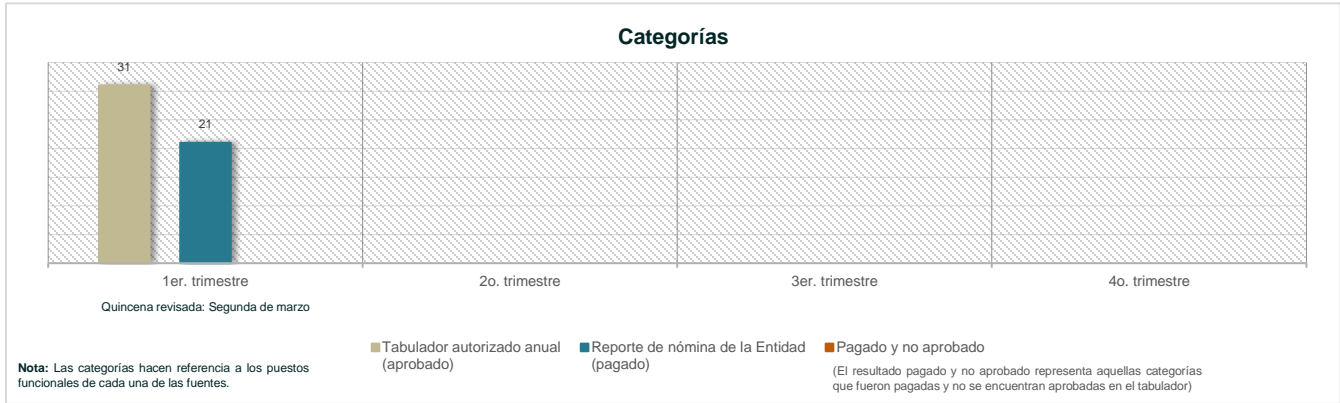 Categorías
31
21
1er. trimestre
2o. trimestre
3er. trimestre
4o. trimestre
Quincena revisada: Segunda de marzo
Tabulador autorizado anual
(aprobado)
Reporte de nómina de la Entidad
(pagado)
Pagado y no aprobado
(El resultado pagado y no aprobado representa aquellas categorías
que fueron pagadas y no se encuentran aprobadas en el tabulador)
Nota: Las categorías hacen referencia a los puestos
funcionales de cada una de las fuentes.